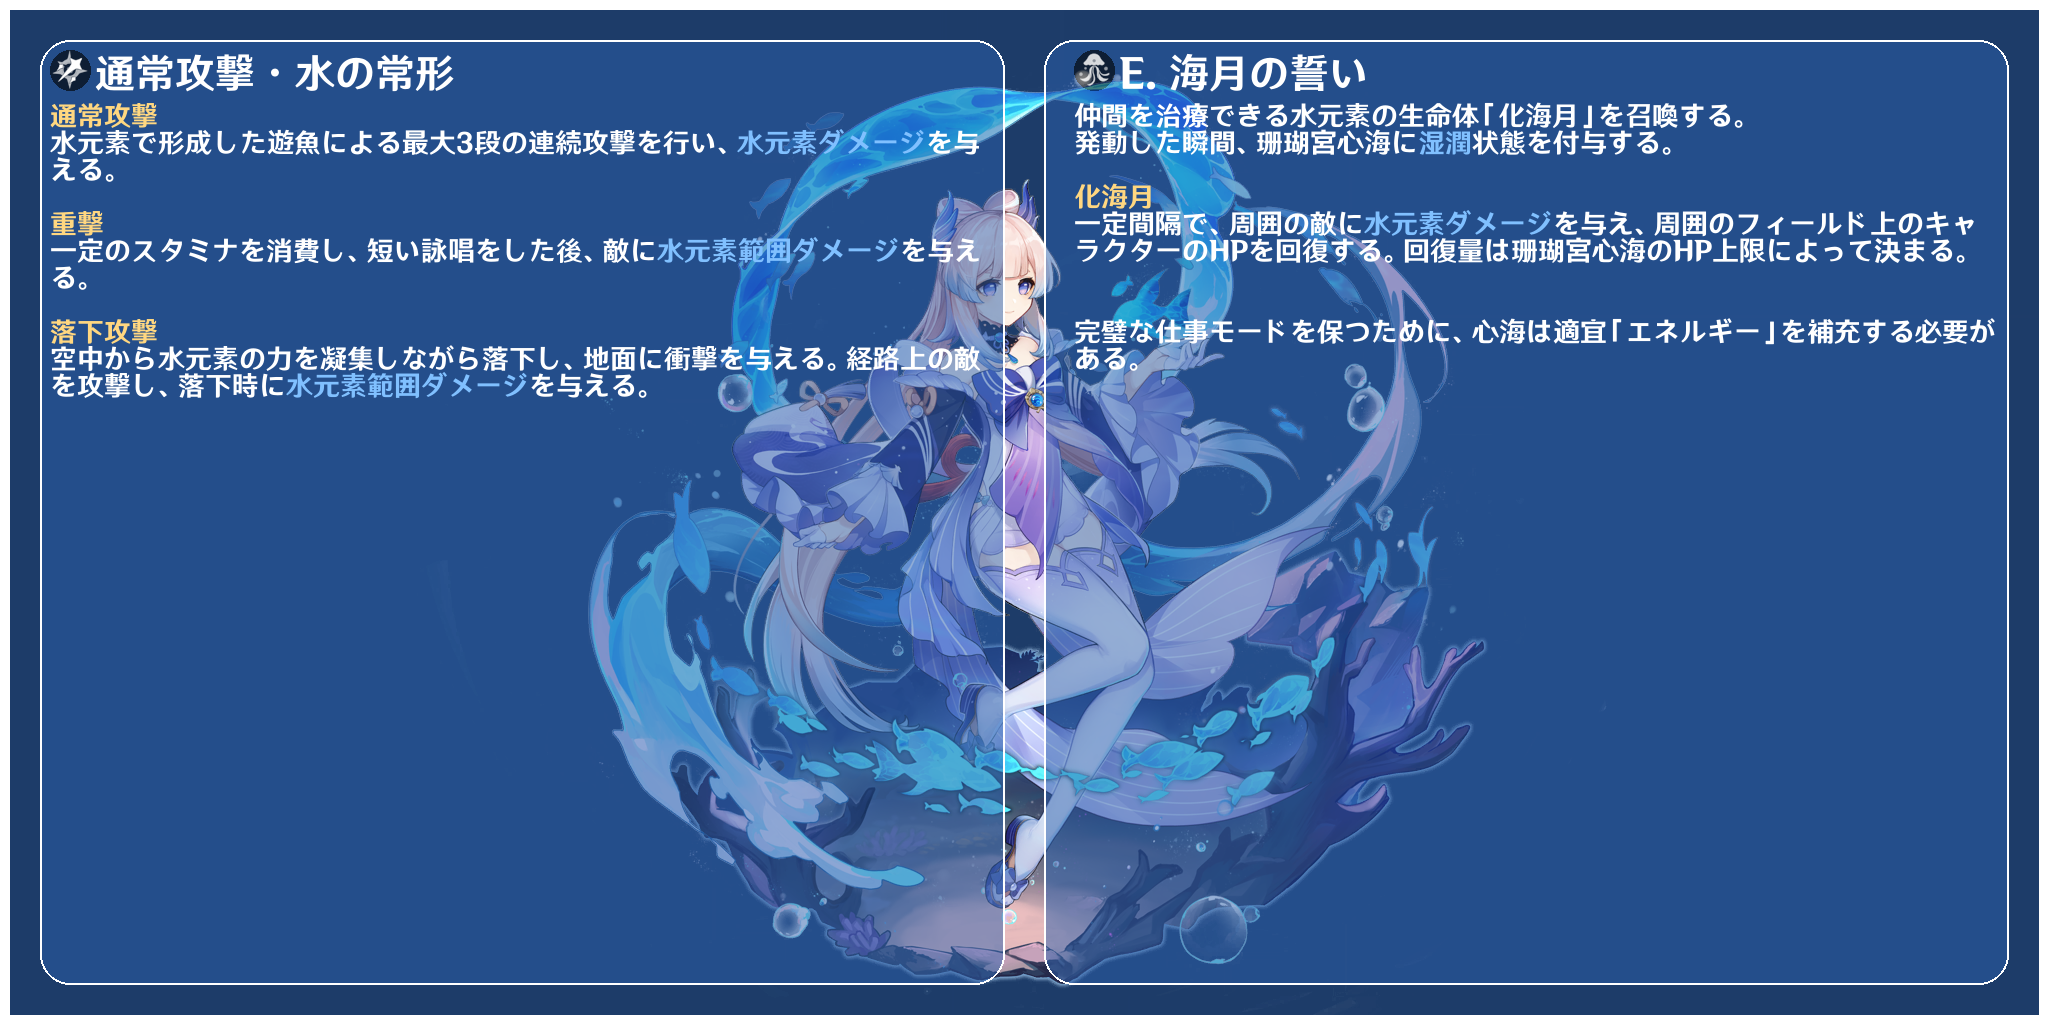 通常攻撃・水の常形
通常攻撃
水元素で形成した遊魚による最大3段の連続攻撃を行い、水元素ダメージを与
える。
重撃
一定のスタミナを消費し、短い詠唱をした後、敵に水元素範囲ダメージを与え
る。
落下攻撃
空中から水元素の力を凝集しながら落下し、地面に衝撃を与える。経路上の敵
を攻撃し、落下時に水元素範囲ダメージを与える。
E. 海月の誓い
仲間を治療できる水元素の生命体「化海月」を召喚する。
発動した瞬間、珊瑚宮心海に湿潤状態を付与する。
化海月
一定間隔で、周囲の敵に水元素ダメージを与え、周囲のフィールド上のキャ
ラクターのHPを回復する。回復量は珊瑚宮心海のHP上限によって決まる。
完璧な仕事モードを保つために、心海は適宜「エネルギー」を補充する必要が
ある。